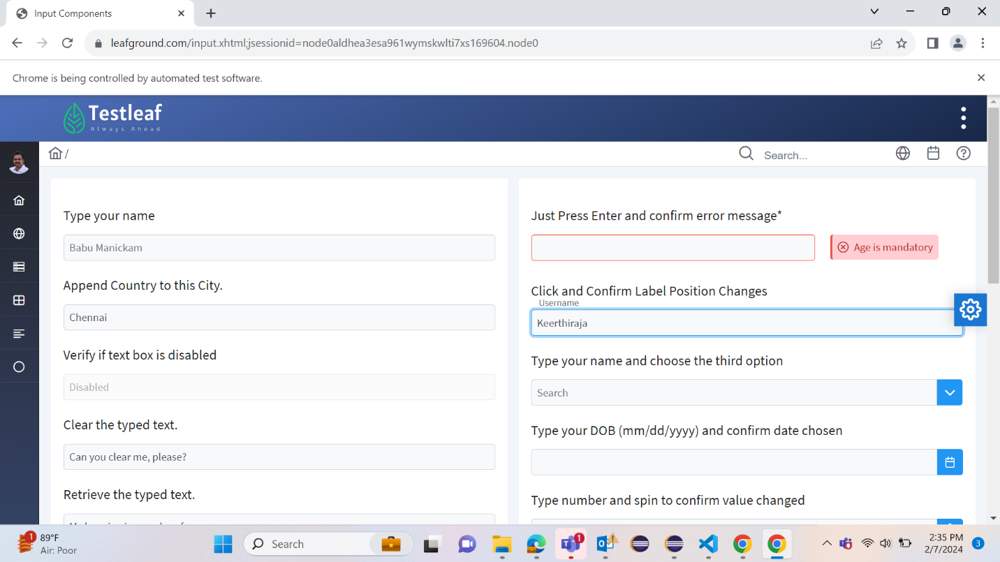 Input Components
leafground.com/input.xhtml;jsessionid=node0aldhea3esa961wymskwlti7xs169604.node0
Chrome is being controlled by automated test software.
Testleaf
Always Ahead
/
Search...
Type your name
Babu Manickam
Append Country to this City.
Chennai
Verify if text box is disabled
Disabled
Clear the typed text.
Can you clear me, please?
Retrieve the typed text.
Just Press Enter and confirm error message*
Age is mandatory
Click and Confirm Label Position Changes
Username
Keerthiraja
Type your name and choose the third option
Search
Type your DOB (mm/dd/yyyy) and confirm date chosen
Type number and spin to confirm value changed
1
89°F
Air: Poor
Search
1
2:35 PM
2/7/2024
3